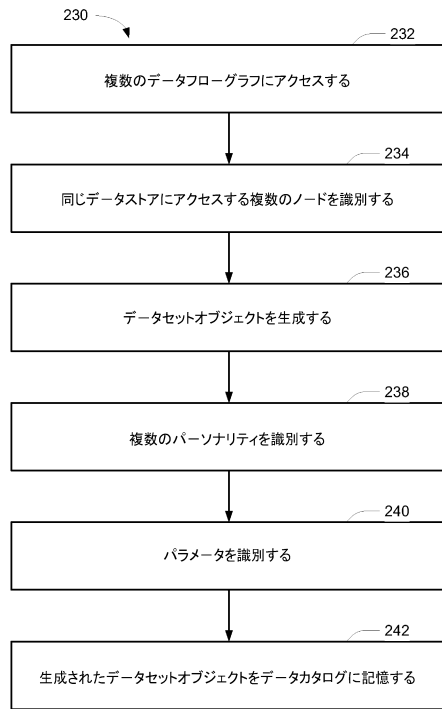 230
232
複数のデータフローグラフにアクセスする
234
同じデータストアにアクセスする複数のノードを識別する
236
データセットオブジェクトを生成する
238
複数のパーソナリティを識別する
240
パラメータを識別する
242
生成されたデータセットオブジェクトをデータカタログに記憶する